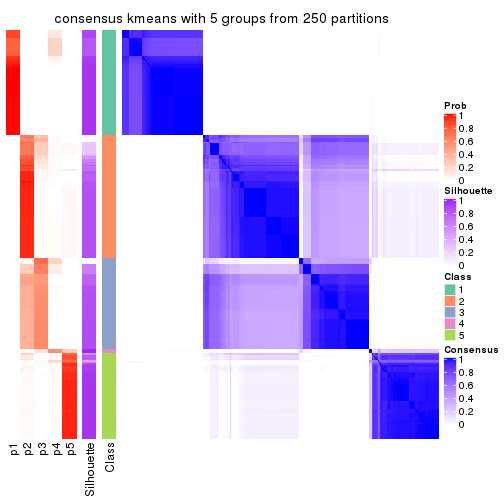 consensus kmeans with 5 groups from 250 partitions
Prob
1
0.8
0.6
0.4
0.2
0
Silhouette
1
0.8
0.6
0.4
0.2
0
Class
1
2
3
4
5
Consensus
1
0.8
0.6
0.4
0.2
0
p1
p2
p3
p4
p5
Silhouette
Class